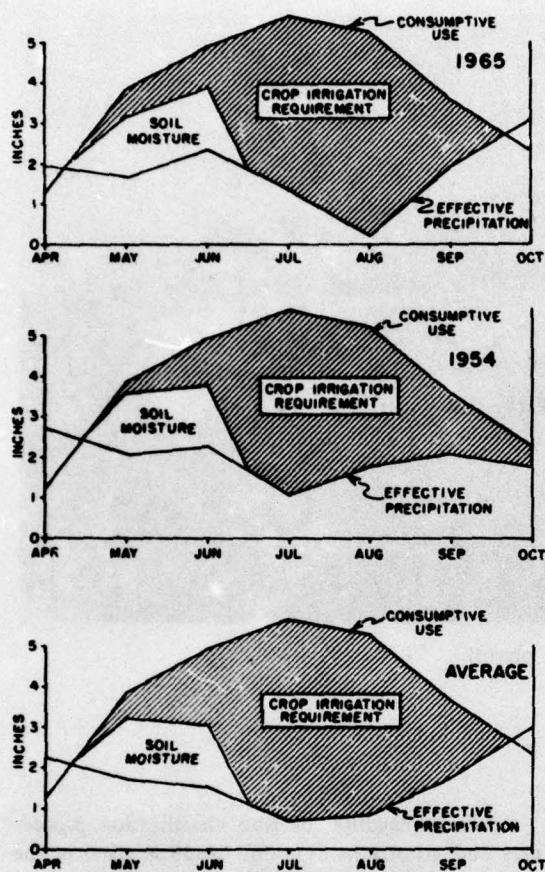 CONSUMPTIVE
USE
1965
CROP IRRIGATION
REQUIREMENT
SOIL
MOISTURE
EFFECTIVE
PRECIPITATION
INCHES
5
4
3
2
1
0
APR
MAY
JUN
JUL
AUG
SEP
OCT
CONSUMPTIVE
USE
1954
CROP IRRIGATION
REQUIREMENT
SOIL
MOISTURE
EFFECTIVE
PRECIPITATION
INCHES
5
4
3
2
1
0
APR
MAY
JUN
JUL
AUG
SEP
OCT
CONSUMPTIVE
USE
AVERAGE
CROP IRRIGATION
REQUIREMENT
SOIL
MOISTURE
EFFECTIVE
PRECIPITATION
INCHES
5
4
3
2
1
0
APR
MAY
JUN
JUL
AUG
SEP
OCT